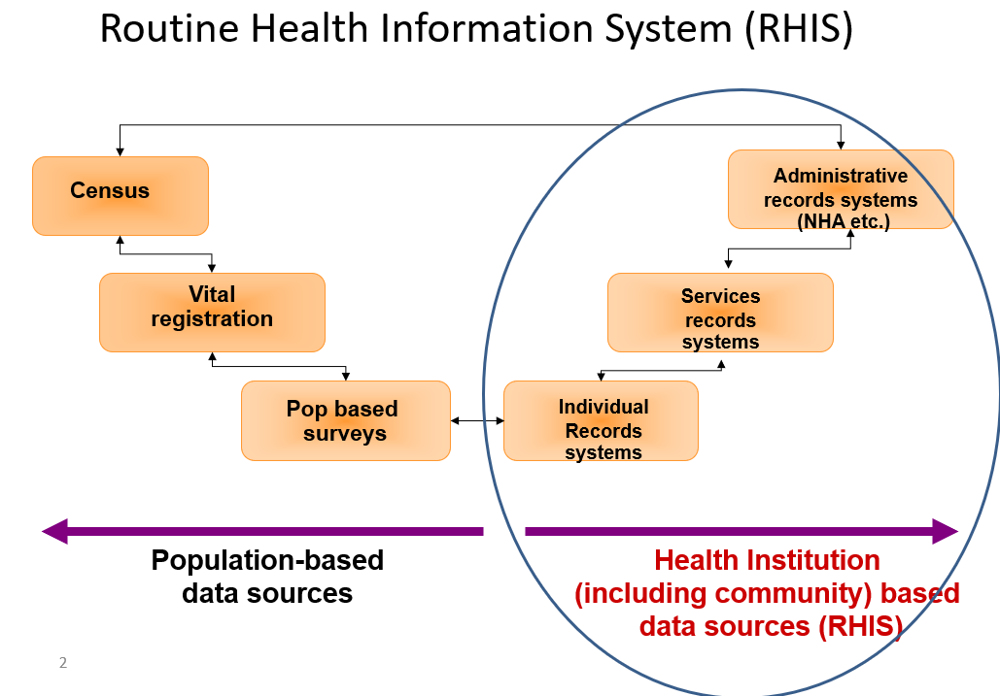 Routine Health Information System (RHIS)
Census
Administrative
records systems
(NHA etc.)
Vital
registration
Services
records
systems
Pop based
surveys
Individual
Records
systems
Population-based
data sources
Health Institution
(including community) based
data sources (RHIS)
2